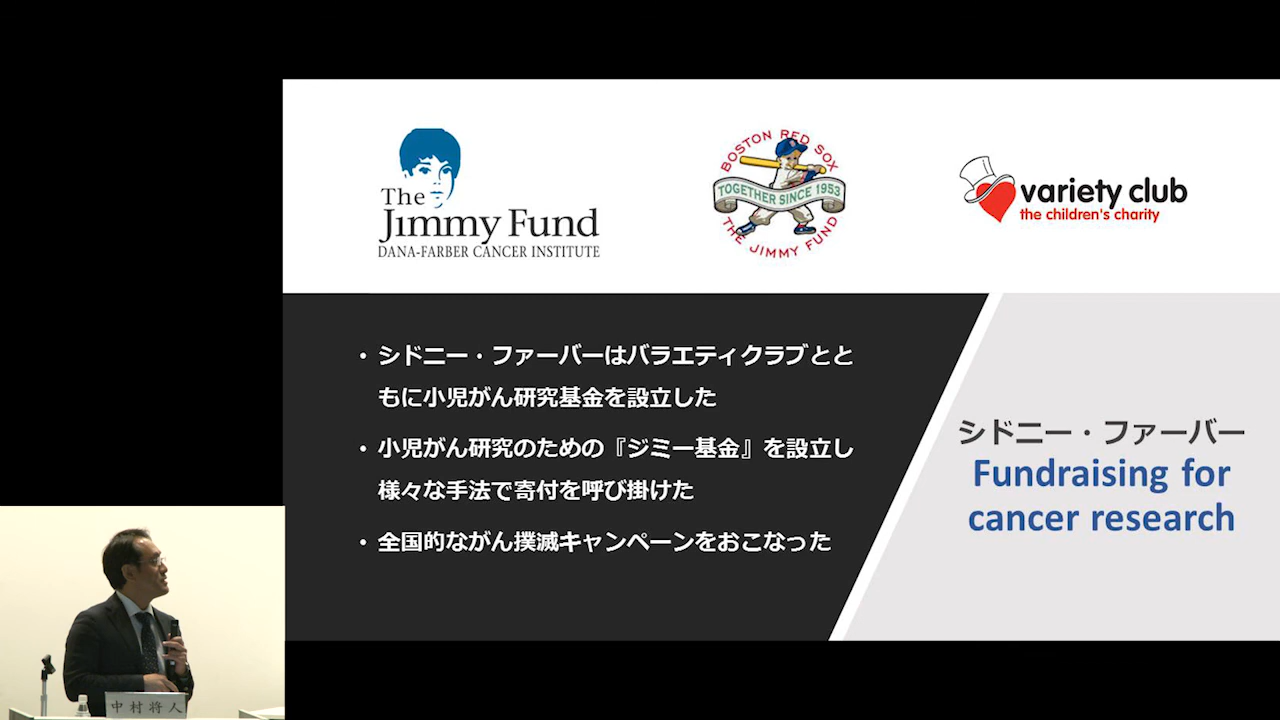 The
Jimmy Fund
DANA-FARBER CANCER INSTITUTE
BOSTON RED SOX
TOGETHER SINCE 1953
THE JIMMY FUND
variety club
the children's charity
・シドニー・ファーバーはバラエティクラブとと
もに小児がん研究基金を設立した
・小児がん研究のための『ジミー基金』を設立し
様々な手法で寄付を呼び掛けた
・全国的ながん撲滅キャンペーンをおこなった
シドニー・ファーバー
Fundraising for
cancer research
中村将人